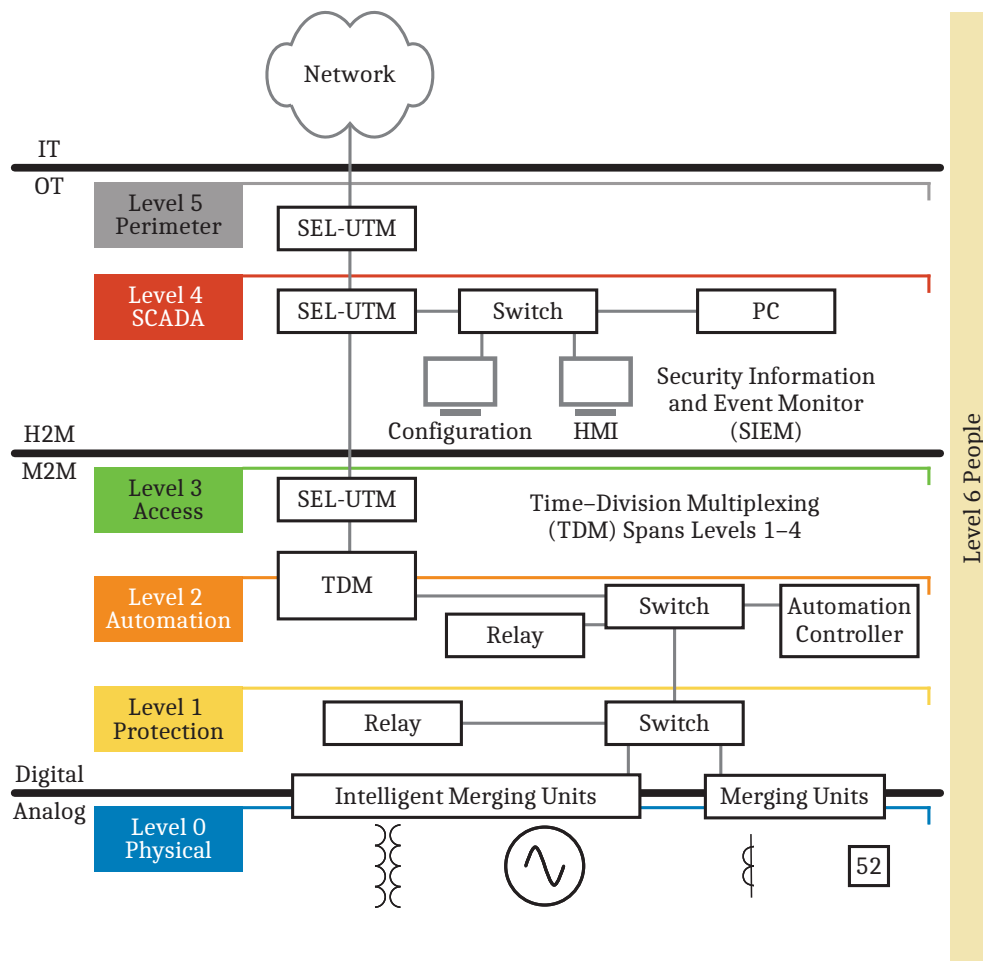 Network
IT
OT
Level 5
Perimeter
SEL-UTM
Level 4
SCADA
SEL-UTM
Switch
PC
Configuration
HMI
Security Information
and Event Monitor
(SIEM)
H2M
M2M
Level 3
Access
SEL-UTM
Time–Division Multiplexing
(TDM) Spans Levels 1–4
Level 2
Automation
TDM
Relay
Switch
Automation
Controller
Level 1
Protection
Relay
Switch
Digital
Analog
Intelligent Merging Units
Merging Units
Level 0
Physical
52
Level 6 People